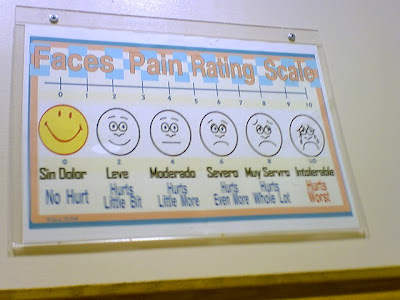 Faces Pain Rating Scale
0 1 2 3 4 5 6 7 8 9 10
0 2 4 6 8 10
Sin Dolor Leve Moderado Severo Muy Servro Intolerable
No Hurt Hurts Little Bit Hurts Little More Hurts Even More Hurts Whole Lot Hurts Worst